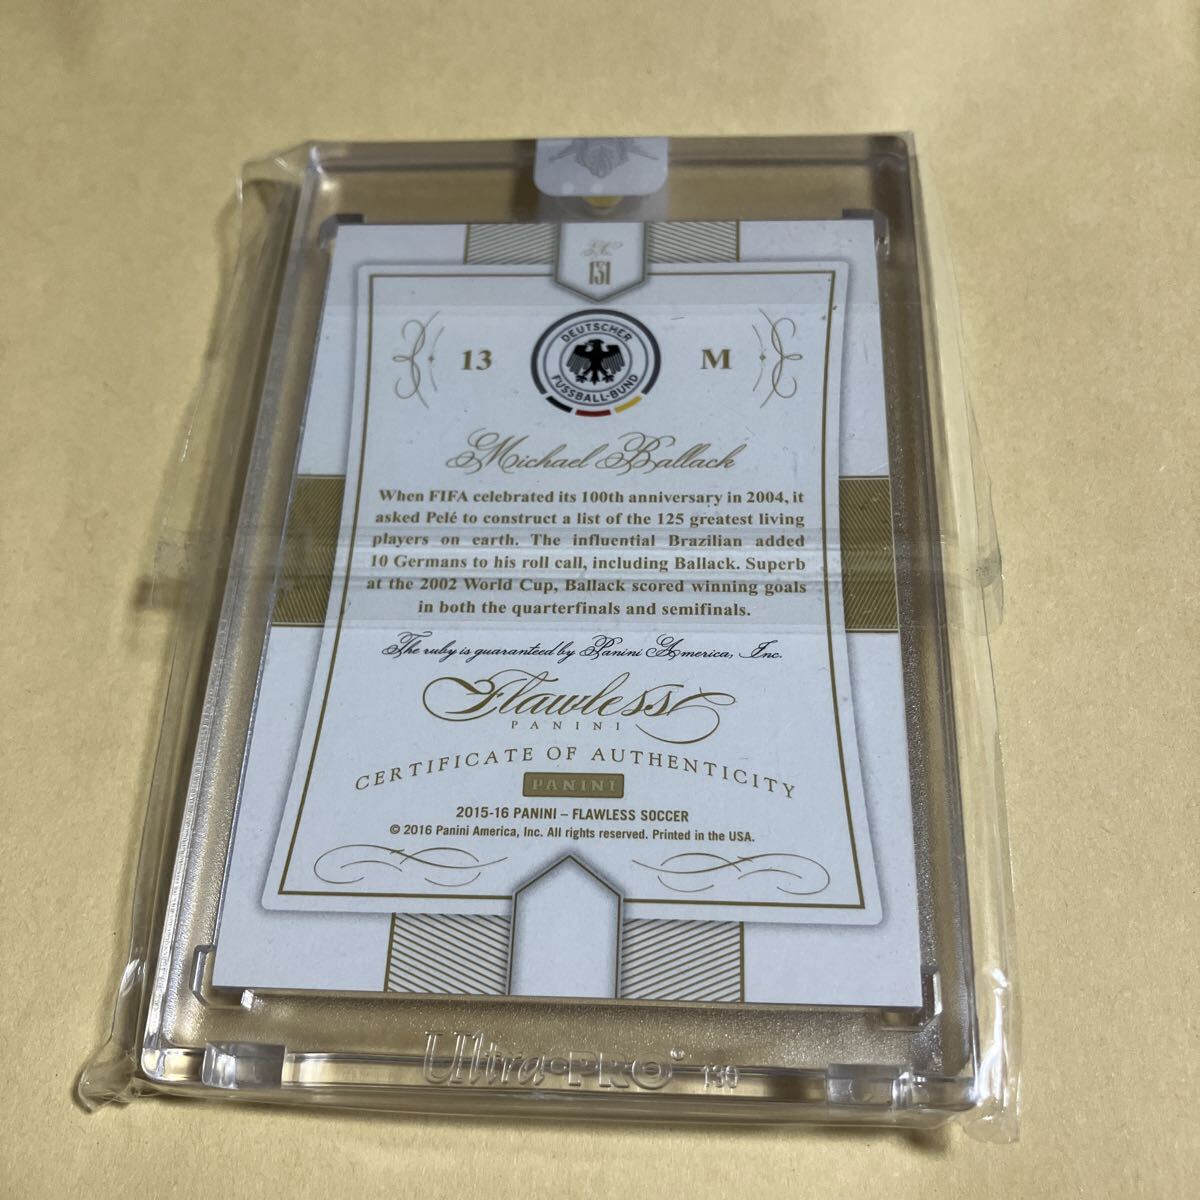 13
DEUTSCHER FUSSBALL-BUND
M
Michael Ballack
When FIFA celebrated its 100th anniversary in 2004, it
asked Pelé to construct a list of the 125 greatest living
players on earth. The influential Brazilian added
10 Germans to his roll call, including Ballack. Superb
at the 2002 World Cup, Ballack scored winning goals
in both the quarterfinals and semifinals.
The ruby is guaranteed by Panini America, Inc.
Flawless
PANINI
CERTIFICATE OF AUTHENTICITY
PANINI
2015-16 PANINI – FLAWLESS SOCCER
© 2016 Panini America, Inc. All rights reserved. Printed in the USA.
Ultra•PRO® 130